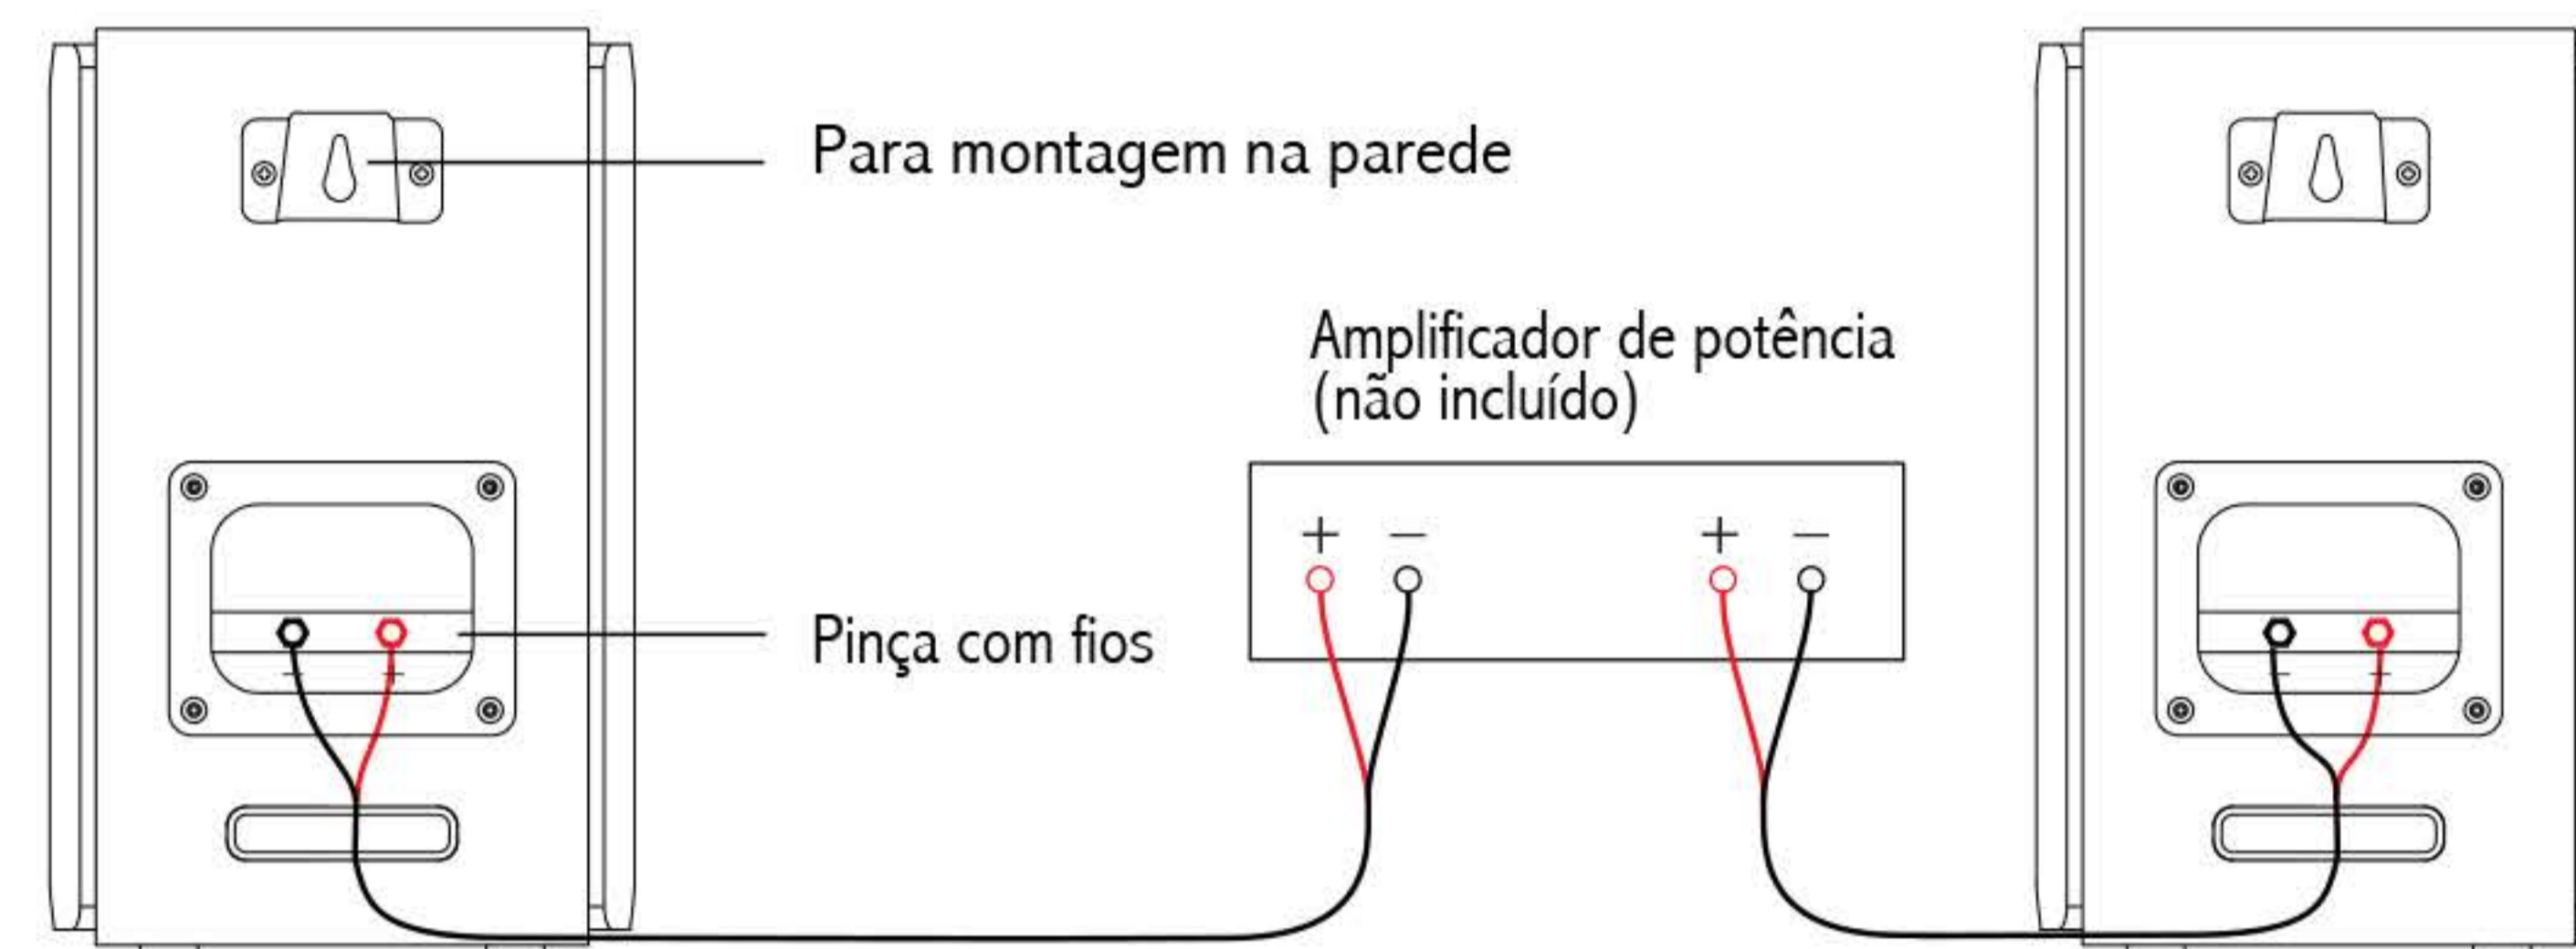 Para montagem na parede
Amplificador de potência
(não incluído)
+ − + −
Pinça com fios
− +
− +